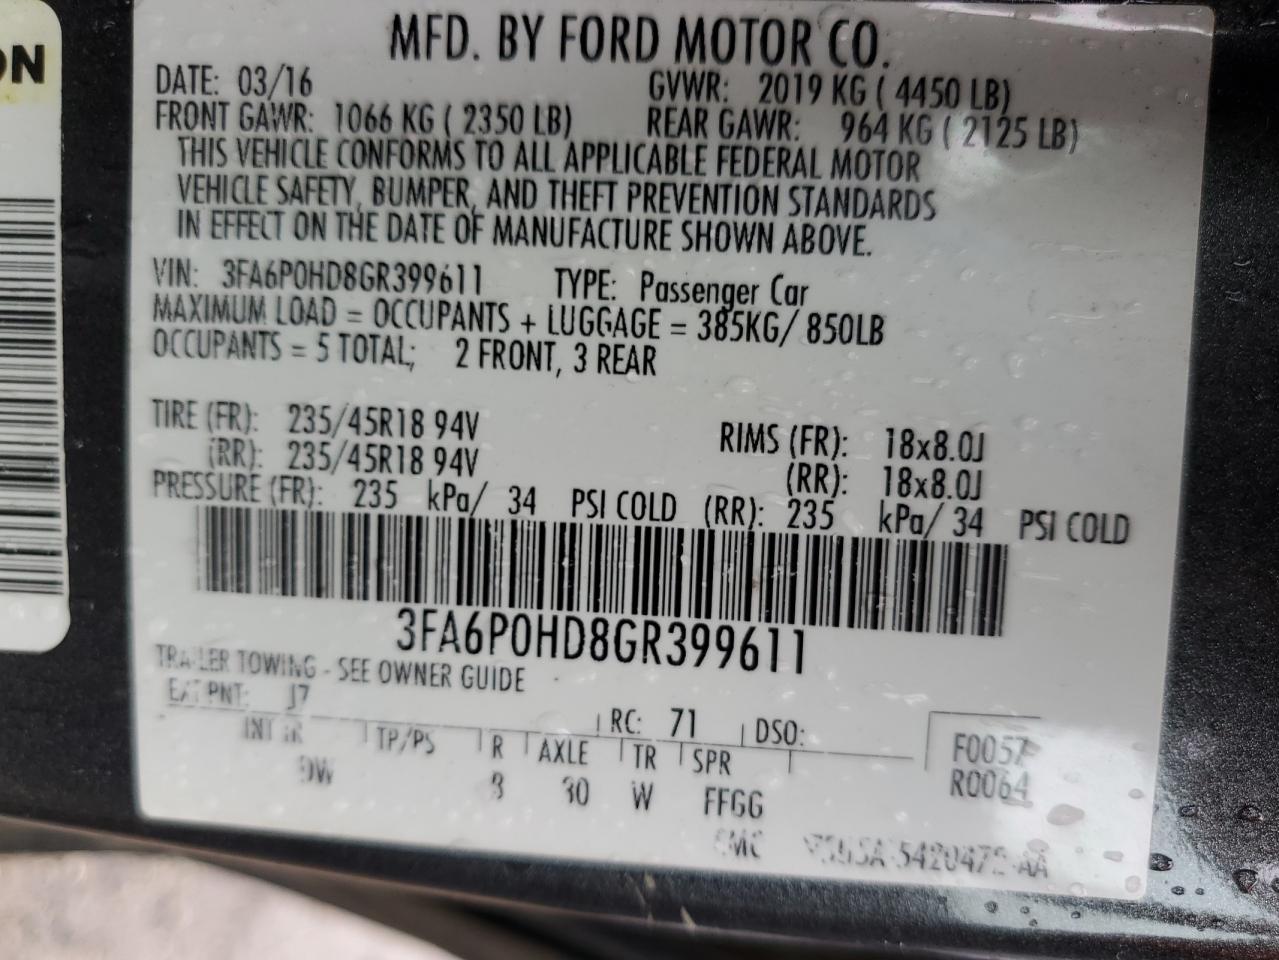 ON
MFD. BY FORD MOTOR CO.
DATE: 03/16 GVWR: 2019 KG ( 4450 LB)
FRONT GAWR: 1066 KG ( 2350 LB) REAR GAWR: 964 KG ( 2125 LB)
THIS VEHICLE CONFORMS TO ALL APPLICABLE FEDERAL MOTOR
VEHICLE SAFETY, BUMPER, AND THEFT PREVENTION STANDARDS
IN EFFECT ON THE DATE OF MANUFACTURE SHOWN ABOVE.
VIN: 3FA6P0HD8GR399611 TYPE: Passenger Car
MAXIMUM LOAD = OCCUPANTS + LUGGAGE = 385KG/ 850LB
OCCUPANTS = 5 TOTAL; 2 FRONT, 3 REAR
TIRE (FR): 235/45R18 94V RIMS (FR): 18x8.0J
(RR): 235/45R18 94V (RR): 18x8.0J
PRESSURE (FR): 235 kPa/ 34 PSI COLD (RR): 235 kPa/ 34 PSI COLD
3FA6P0HD8GR399611
TRAILER TOWING - SEE OWNER GUIDE
EXT PNT: J7 RC: 71 DSO:
INT TR TP/PS R AXLE TR SPR F0057
W FFGG R0064